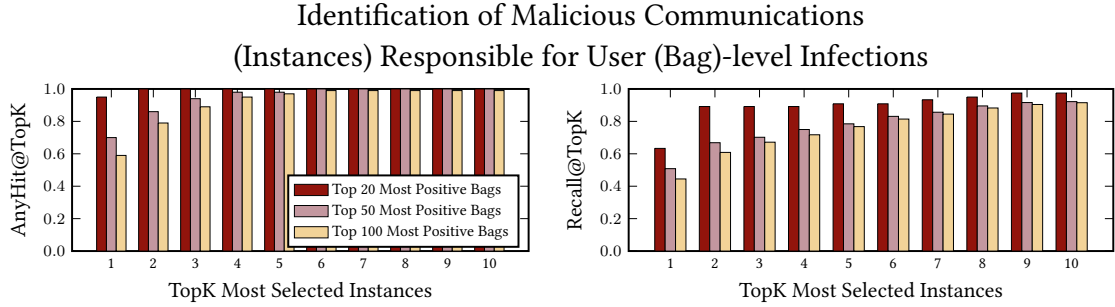 Identification of Malicious Communications
(Instances) Responsible for User (Bag)-level Infections
AnyHit@TopK
1.0
0.8
0.6
0.4
0.2
0.0
Top 20 Most Positive Bags
Top 50 Most Positive Bags
Top 100 Most Positive Bags
1 2 3 4 5 6 7 8 9 10
TopK Most Selected Instances
Recall@TopK
1.0
0.8
0.6
0.4
0.2
0.0
1 2 3 4 5 6 7 8 9 10
TopK Most Selected Instances